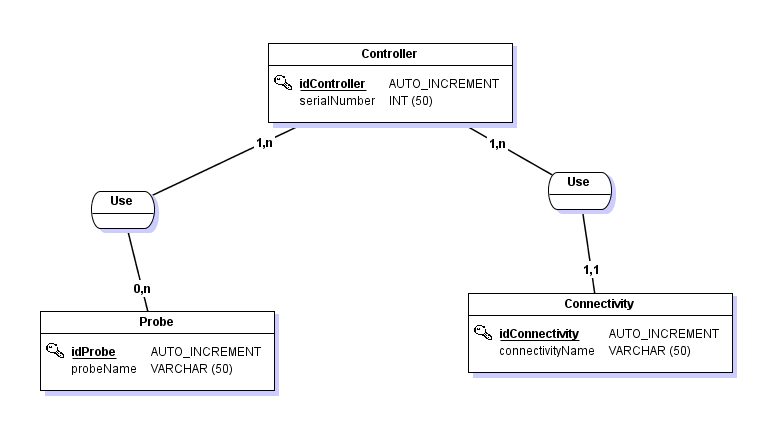 Controller
idController AUTO_INCREMENT
serialNumber INT (50)
1,n
1,n
Use
Use
0,n
1,1
Probe
idProbe AUTO_INCREMENT
probeName VARCHAR (50)
Connectivity
idConnectivity AUTO_INCREMENT
connectivityName VARCHAR (50)